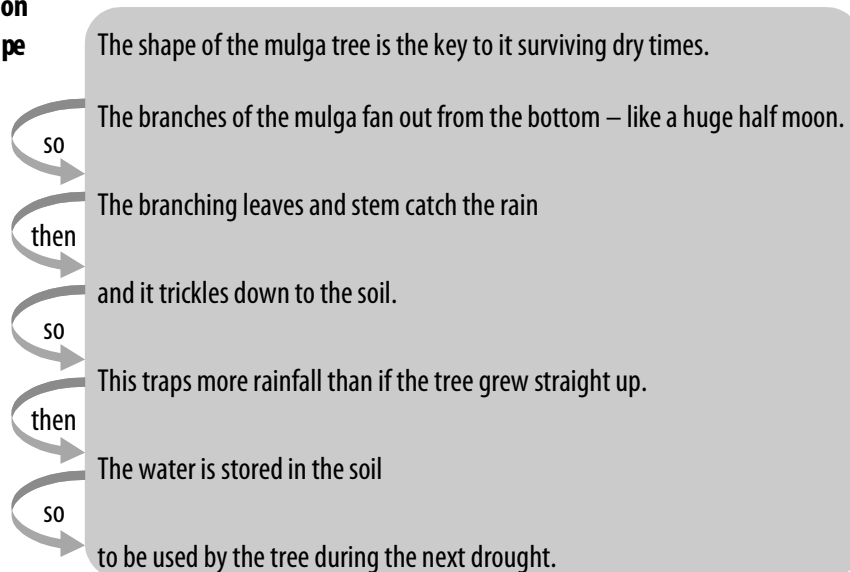 on
pe
The shape of the mulga tree is the key to it surviving dry times.
The branches of the mulga fan out from the bottom – like a huge half moon.
so
The branching leaves and stem catch the rain
then
and it trickles down to the soil.
so
This traps more rainfall than if the tree grew straight up.
then
The water is stored in the soil
so
to be used by the tree during the next drought.